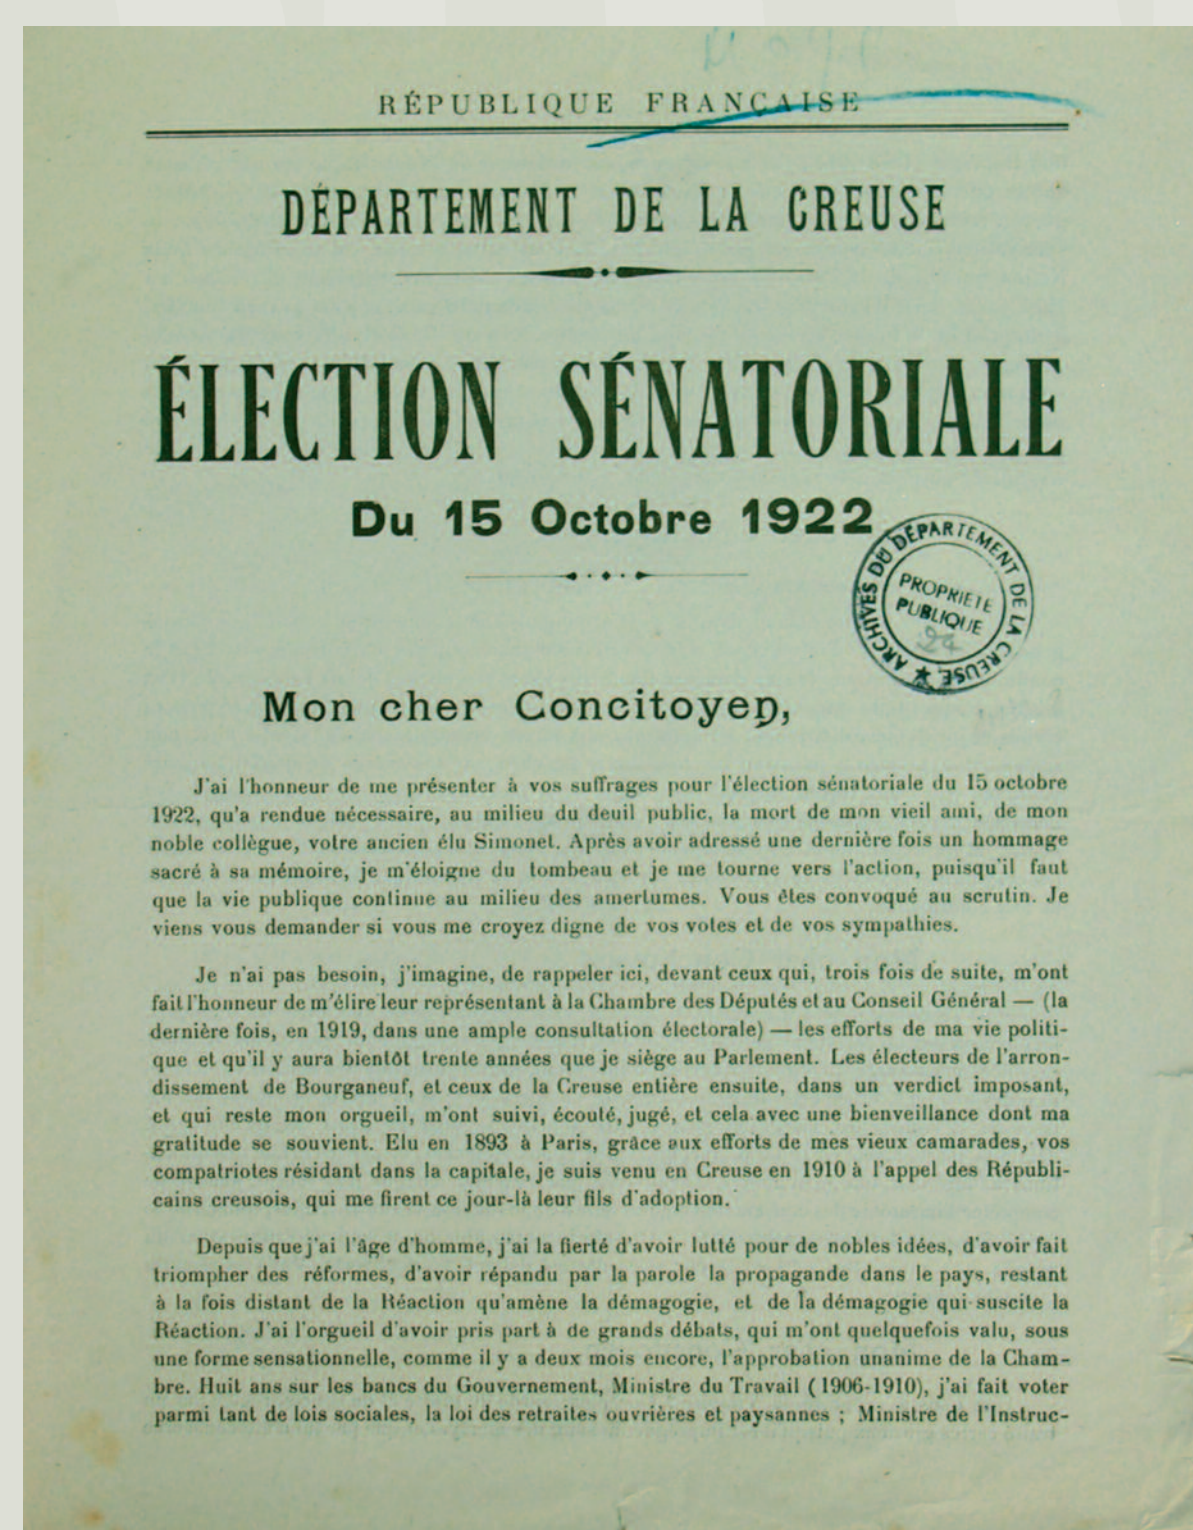 RÉPUBLIQUE FRANÇAISE
DÉPARTEMENT DE LA CREUSE
ÉLECTION SÉNATORIALE
Du 15 Octobre 1922
ARCHIVES DU DÉPARTEMENT DE LA CREUSE
PROPRIETE
PUBLIQUE
Mon cher Concitoyen,
J'ai l'honneur de me présenter à vos suffrages pour l'élection sénatoriale du 15 octobre
1922, qu'a rendue nécessaire, au milieu du deuil public, la mort de mon vieil ami, de mon
noble collègue, votre ancien élu Simonet. Après avoir adressé une dernière fois un hommage
sacré à sa mémoire, je m'éloigne du tombeau et je me tourne vers l'action, puisqu'il faut
que la vie publique continue au milieu des amertumes. Vous êtes convoqué au scrutin. Je
viens vous demander si vous me croyez digne de vos votes et de vos sympathies.
Je n'ai pas besoin, j'imagine, de rappeler ici, devant ceux qui, trois fois de suite, m'ont
fait l'honneur de m'élire leur représentant à la Chambre des Députés et au Conseil Général — (la
dernière fois, en 1919, dans une ample consultation électorale) — les efforts de ma vie politi-
que et qu'il y aura bientôt trente années que je siège au Parlement. Les électeurs de l'arron-
dissement de Bourganeuf, et ceux de la Creuse entière ensuite, dans un verdict imposant,
et qui reste mon orgueil, m'ont suivi, écouté, jugé, et cela avec une bienveillance dont ma
gratitude se souvient. Elu en 1893 à Paris, grâce aux efforts de mes vieux camarades, vos
compatriotes résidant dans la capitale, je suis venu en Creuse en 1910 à l'appel des Républi-
cains creusois, qui me firent ce jour-là leur fils d'adoption.
Depuis que j'ai l'âge d'homme, j'ai la fierté d'avoir lutté pour de nobles idées, d'avoir fait
triompher des réformes, d'avoir répandu par la parole la propagande dans le pays, restant
à la fois distant de la Réaction qu'amène la démagogie, et de la démagogie qui suscite la
Réaction. J'ai l'orgueil d'avoir pris part à de grands débats, qui m'ont quelquefois valu, sous
une forme sensationnelle, comme il y a deux mois encore, l'approbation unanime de la Cham-
bre. Huit ans sur les bancs du Gouvernement, Ministre du Travail (1906-1910), j'ai fait voter
parmi tant de lois sociales, la loi des retraites ouvrières et paysannes ; Ministre de l'Instruc-